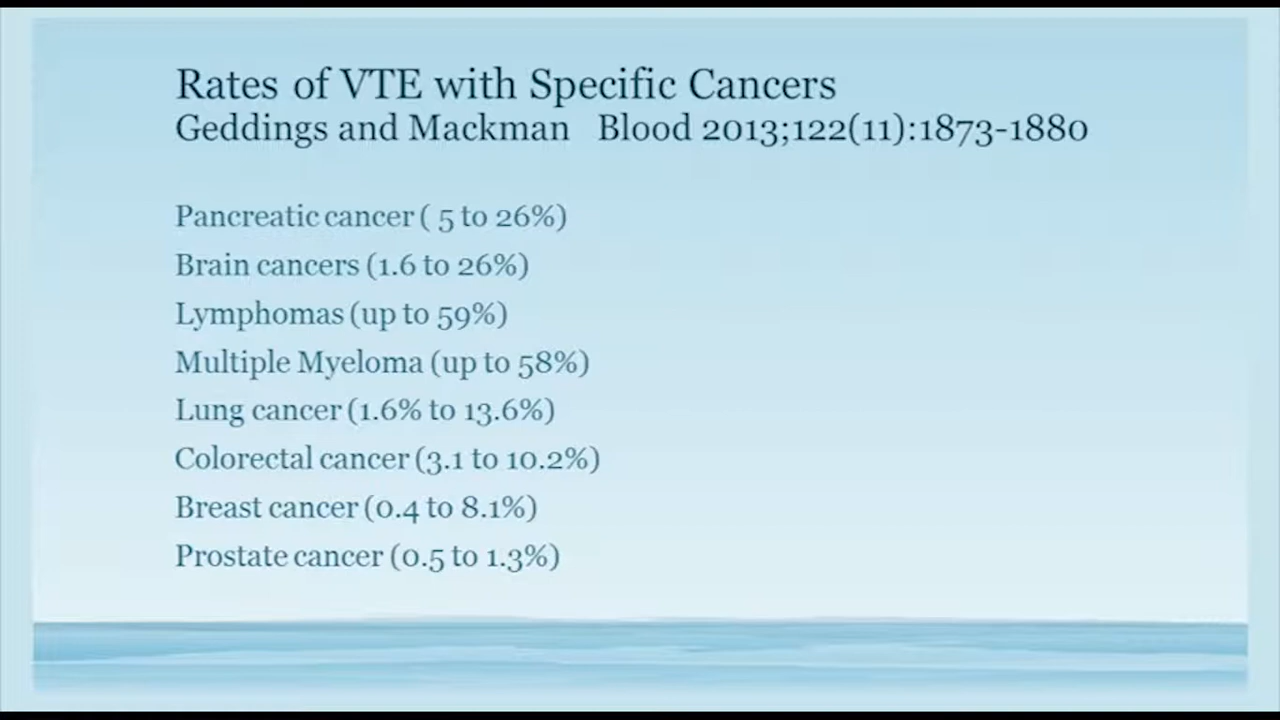 Rates of VTE with Specific Cancers
Geddings and Mackman Blood 2013;122(11):1873-1880
Pancreatic cancer ( 5 to 26%)
Brain cancers (1.6 to 26%)
Lymphomas (up to 59%)
Multiple Myeloma (up to 58%)
Lung cancer (1.6% to 13.6%)
Colorectal cancer (3.1 to 10.2%)
Breast cancer (0.4 to 8.1%)
Prostate cancer (0.5 to 1.3%)